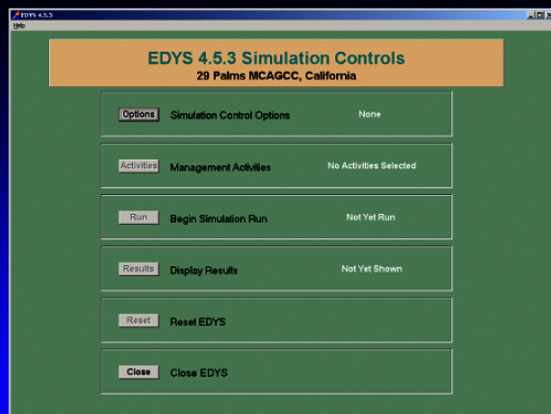 EDYS 4.5.3
Help
EDYS 4.5.3 Simulation Controls
29 Palms MCAGCC, California
Options Simulation Control Options None
Activities Management Activities No Activities Selected
Run Begin Simulation Run Not Yet Run
Results Display Results Not Yet Shown
Reset Reset EDYS
Close Close EDYS